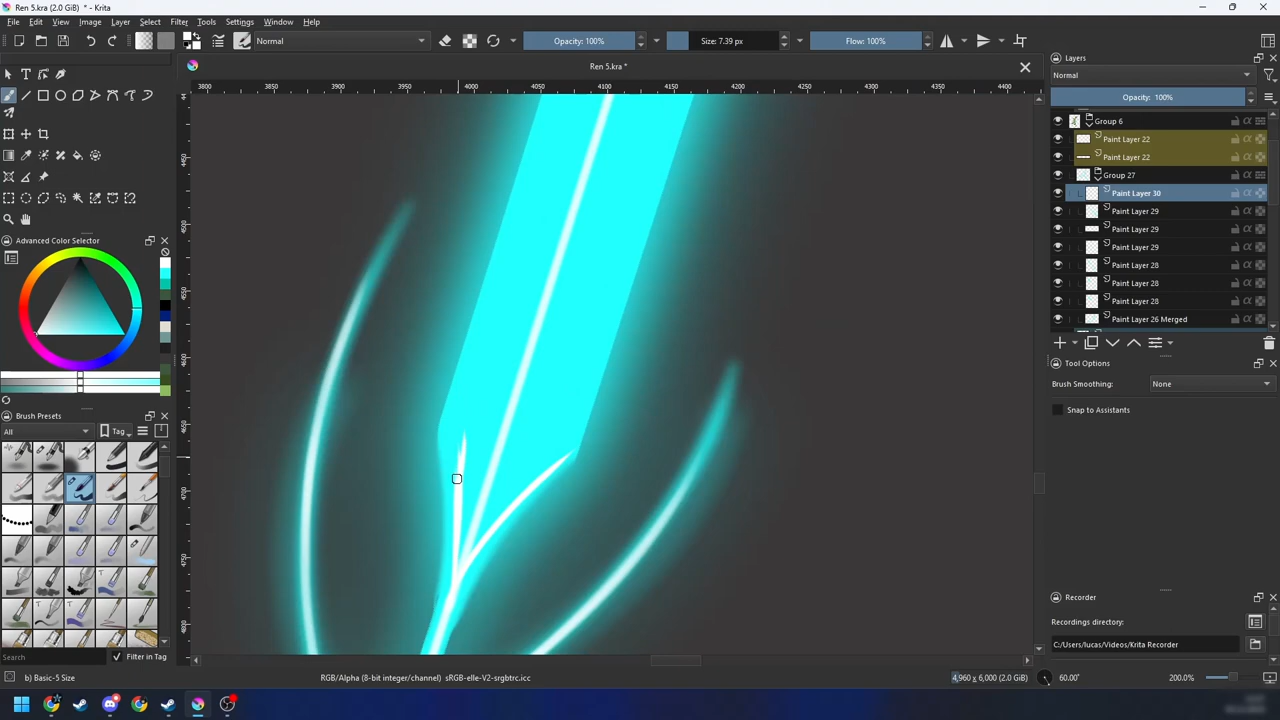 Ren 5.kra (2.0 GiB) * - Krita
File Edit View Image Layer Select Filter Tools Settings Window Help
Normal
Opacity: 100%
Size: 7.39 px
Flow: 100%
Ren 5.kra *
3800 3850 3900 3950 4000 4050 4100 4150 4200 4250 4300 4350 4400
Layers
Normal
Opacity: 100%
Group 6
Paint Layer 22
Paint Layer 22
Group 27
Paint Layer 30
Paint Layer 29
Paint Layer 29
Paint Layer 29
Paint Layer 28
Paint Layer 28
Paint Layer 28
Paint Layer 26 Merged
Advanced Color Selector
Tool Options
Brush Smoothing: None
Snap to Assistants
Brush Presets
All
Tag
Search
Filter in Tag
Recorder
Recordings directory:
C:/Users/lucas/Videos/Krita Recorder
b) Basic-5 Size
RGB/Alpha (8-bit integer/channel) sRGB-elle-V2-srgbtrc.icc
4,960 x 6,000 (2.0 GiB)
60.00°
200.0%